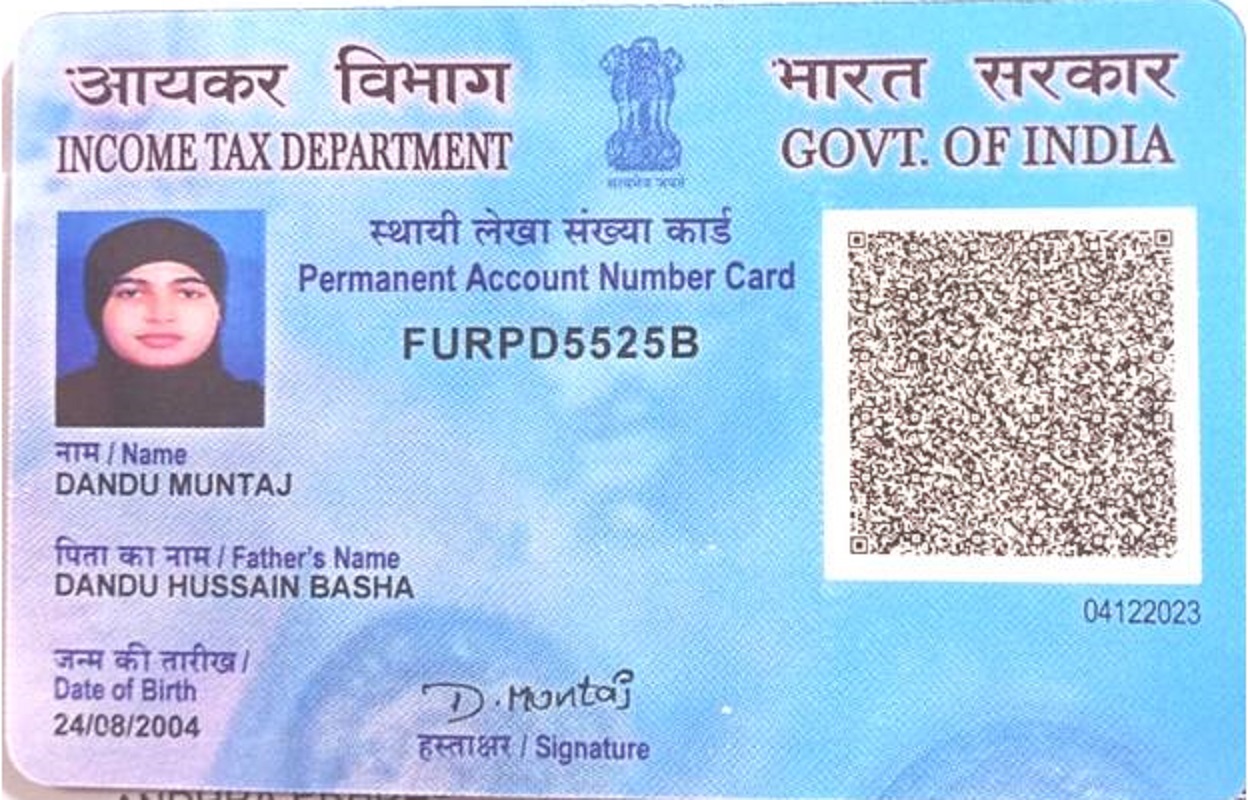 आयकर विभाग
INCOME TAX DEPARTMENT
सत्यमेव जयते
भारत सरकार
GOVT. OF INDIA
स्थायी लेखा संख्या कार्ड
Permanent Account Number Card
FURPD5525B
नाम / Name
DANDU MUNTAJ
पिता का नाम / Father's Name
DANDU HUSSAIN BASHA
04122023
जन्म की तारीख /
Date of Birth
24/08/2004
D. Muntaj
हस्ताक्षर / Signature